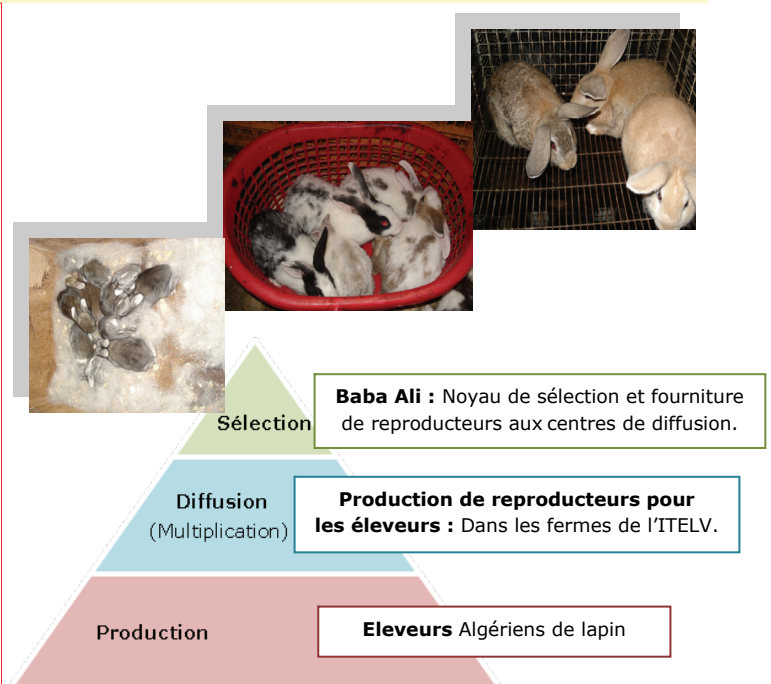 Sélection
Baba Ali : Noyau de sélection et fourniture
de reproducteurs aux centres de diffusion.
Diffusion
(Multiplication)
Production de reproducteurs pour
les éleveurs : Dans les fermes de l’ITELV.
Production
Eleveurs Algériens de lapin